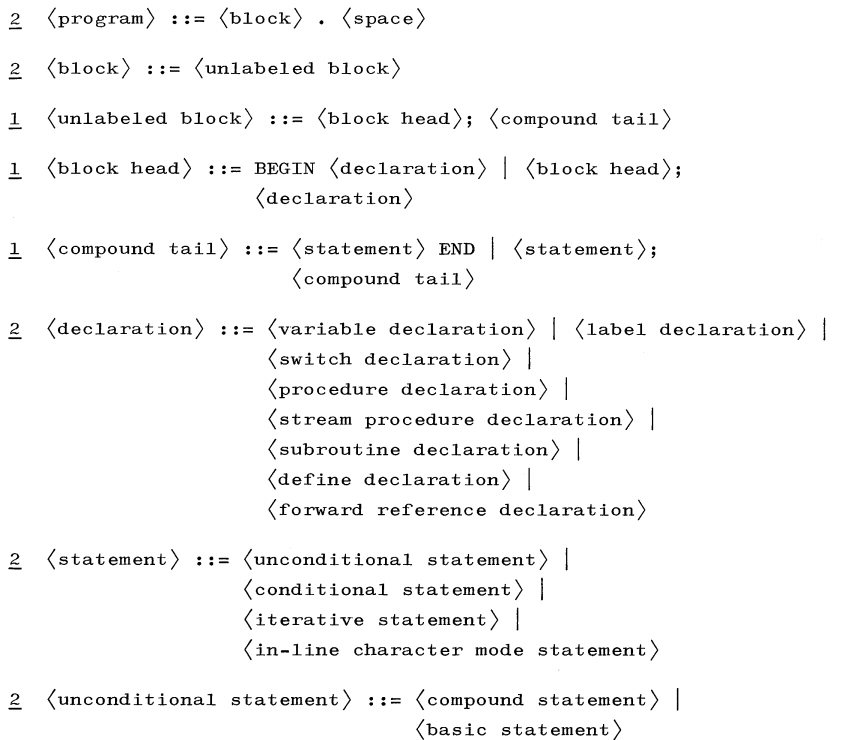 2 ⟨program⟩ ::= ⟨block⟩ . ⟨space⟩
2 ⟨block⟩ ::= ⟨unlabeled block⟩
1 ⟨unlabeled block⟩ ::= ⟨block head⟩; ⟨compound tail⟩
1 ⟨block head⟩ ::= BEGIN ⟨declaration⟩ | ⟨block head⟩;
⟨declaration⟩
1 ⟨compound tail⟩ ::= ⟨statement⟩ END | ⟨statement⟩;
⟨compound tail⟩
2 ⟨declaration⟩ ::= ⟨variable declaration⟩ | ⟨label declaration⟩ |
⟨switch declaration⟩ |
⟨procedure declaration⟩ |
⟨stream procedure declaration⟩ |
⟨subroutine declaration⟩ |
⟨define declaration⟩ |
⟨forward reference declaration⟩
2 ⟨statement⟩ ::= ⟨unconditional statement⟩ |
⟨conditional statement⟩ |
⟨iterative statement⟩ |
⟨in-line character mode statement⟩
2 ⟨unconditional statement⟩ ::= ⟨compound statement⟩ |
⟨basic statement⟩